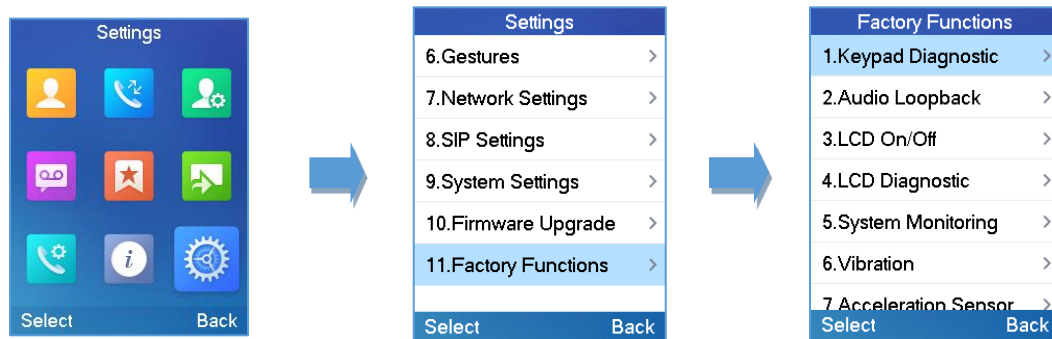 Settings
Select Back
Settings
6.Gestures
7.Network Settings
8.SIP Settings
9.System Settings
10.Firmware Upgrade
11.Factory Functions
Select Back
Factory Functions
1.Keypad Diagnostic
2.Audio Loopback
3.LCD On/Off
4.LCD Diagnostic
5.System Monitoring
6.Vibration
7.Acceleration Sensor
Select Back